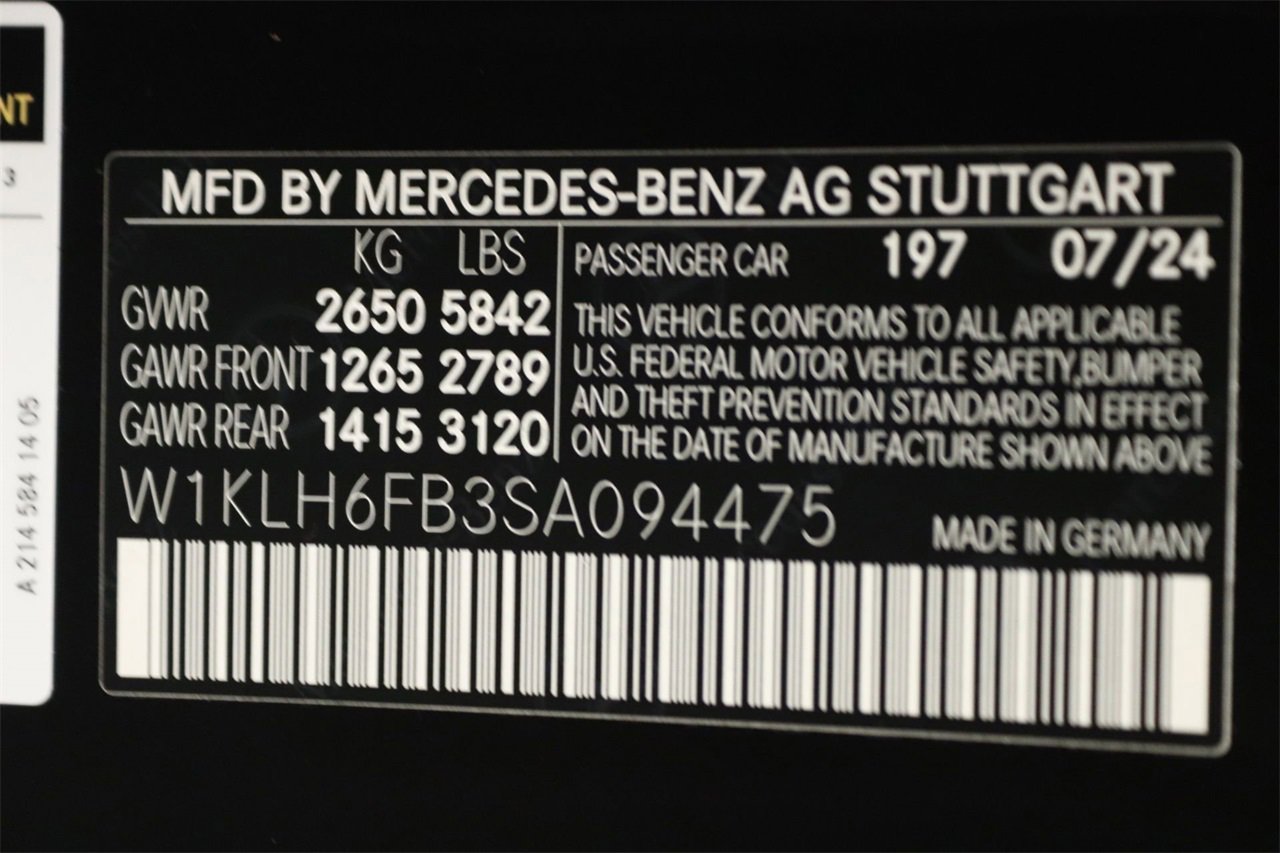 NT
3
A 214 584 14 05
MFD BY MERCEDES-BENZ AG STUTTGART
KG LBS
GVWR 2650 5842
GAWR FRONT 1265 2789
GAWR REAR 1415 3120
PASSENGER CAR 197 07/24
THIS VEHICLE CONFORMS TO ALL APPLICABLE
U.S. FEDERAL MOTOR VEHICLE SAFETY,BUMPER
AND THEFT PREVENTION STANDARDS IN EFFECT
ON THE DATE OF MANUFACTURE SHOWN ABOVE
W1KLH6FB3SA094475
MADE IN GERMANY